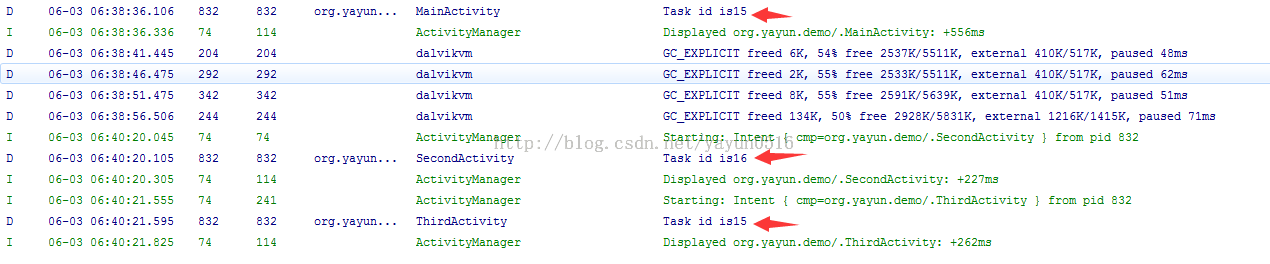 D 06-03 06:38:36.106 832 832 org.yayun... MainActivity Task id is15
I 06-03 06:38:36.336 74 114 ActivityManager Displayed org.yayun.demo/.MainActivity: +556ms
D 06-03 06:38:41.445 204 204 dalvikvm GC_EXPLICIT freed 6K, 54% free 2537K/5511K, external 410K/517K, paused 48ms
D 06-03 06:38:46.475 292 292 dalvikvm GC_EXPLICIT freed 2K, 55% free 2533K/5511K, external 410K/517K, paused 62ms
D 06-03 06:38:51.475 342 342 dalvikvm GC_EXPLICIT freed 8K, 55% free 2591K/5639K, external 410K/517K, paused 51ms
D 06-03 06:38:56.506 244 244 dalvikvm GC_EXPLICIT freed 134K, 50% free 2928K/5831K, external 1216K/1415K, paused 71ms
I 06-03 06:40:20.045 74 74 ActivityManager Starting: Intent { cmp=org.yayun.demo/.SecondActivity } from pid 832
http://blog.csdn.net/yayun0516
D 06-03 06:40:20.105 832 832 org.yayun... SecondActivity Task id is16
I 06-03 06:40:20.305 74 114 ActivityManager Displayed org.yayun.demo/.SecondActivity: +227ms
I 06-03 06:40:21.555 74 241 ActivityManager Starting: Intent { cmp=org.yayun.demo/.ThirdActivity } from pid 832
D 06-03 06:40:21.595 832 832 org.yayun... ThirdActivity Task id is15
I 06-03 06:40:21.825 74 114 ActivityManager Displayed org.yayun.demo/.ThirdActivity: +262ms